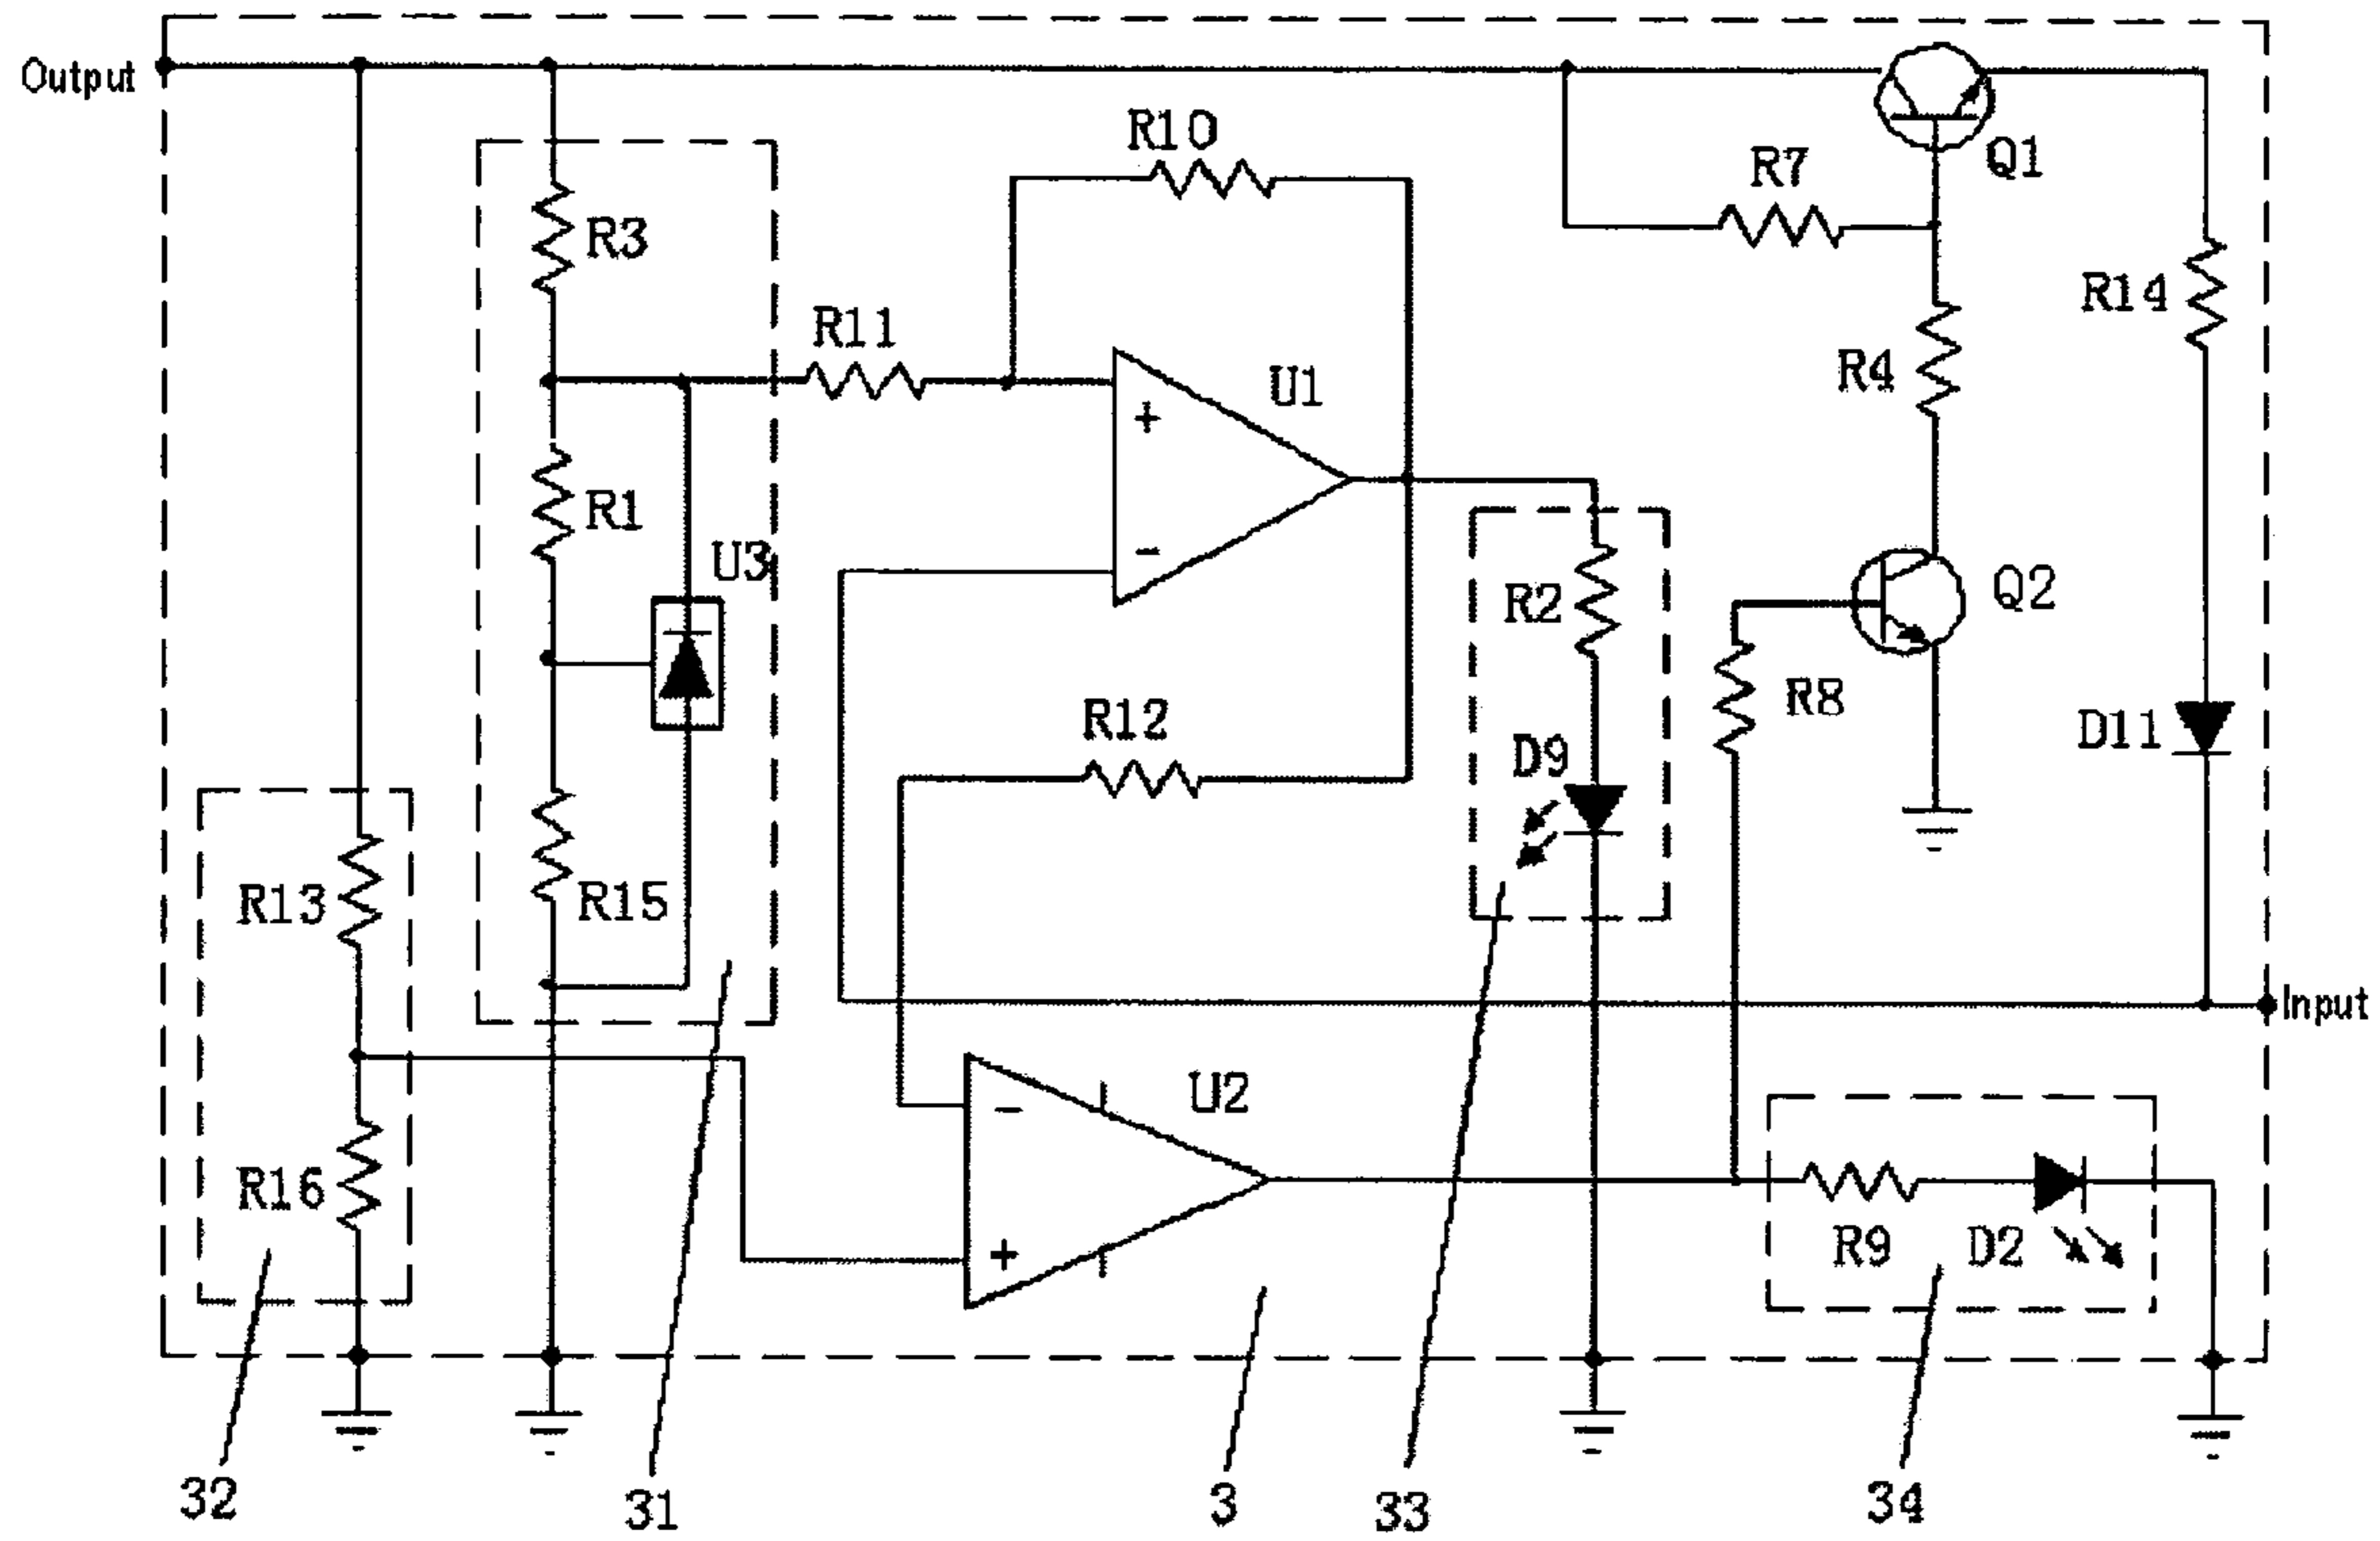 Output
R10
Q1
R7
R3
R14
R11
R4
U1
+
-
R1
U3
R2
Q2
R8
R12
D9
D11
R13
R15
Input
U2
-
R16
+
R9
D2
32
31
3
33
34